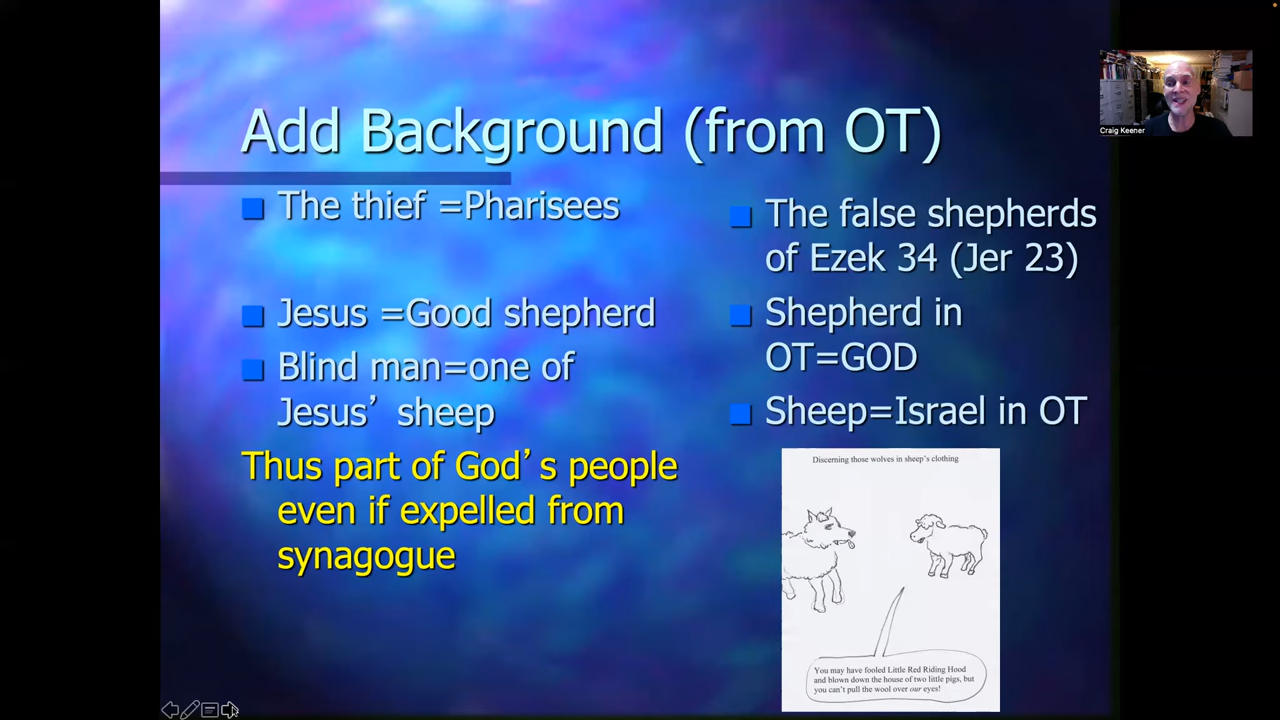 Add Background (from OT)
The thief =Pharisees
Jesus =Good shepherd
Blind man=one of
Jesus’ sheep
Thus part of God’s people
even if expelled from
synagogue
The false shepherds
of Ezek 34 (Jer 23)
Shepherd in
OT=GOD
Sheep=Israel in OT
Discerning those wolves in sheep's clothing
You may have fooled Little Red Riding Hood
and blown down the house of two little pigs, but
you can't pull the wool over our eyes!
Craig Keener